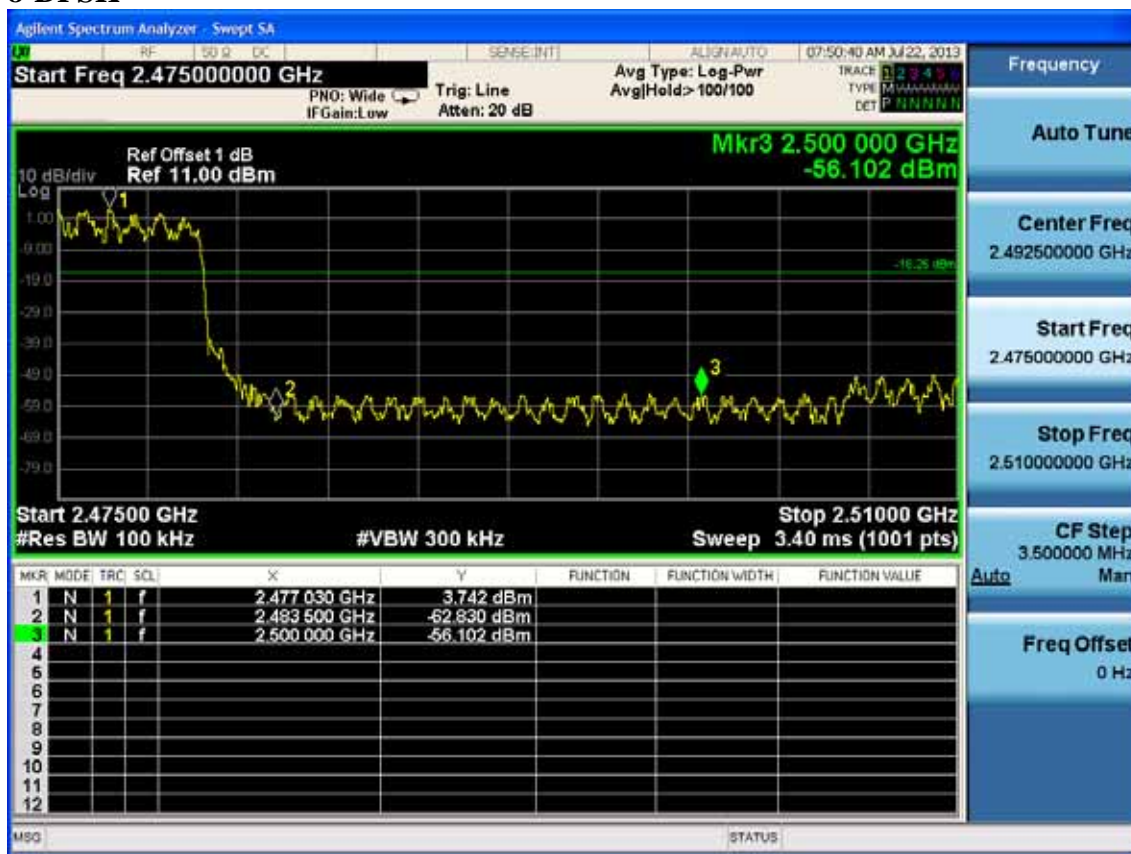 Agilent Spectrum Analyzer - Swept SA
RF 50 Ω DC SENSE:INT ALIGNAUTO 07:50:40 AM Jul 22, 2013
Start Freq 2.475000000 GHz
PNO: Wide
IFGain:Low
Trig: Line
Atten: 20 dB
Avg Type: Log-Pwr
Avg|Hold:> 100/100
TRACE 1 2 3 4 5 6
TYPE M
DET P N N N N N
Mkr3 2.500 000 GHz
-56.102 dBm
Ref Offset 1 dB
10 dB/div Ref 11.00 dBm
Log
1.00
-9.00
-19.0
-29.0
-39.0
-49.0
-59.0
-69.0
-79.0
1
2
3
-16.26 dBm
Start 2.47500 GHz Stop 2.51000 GHz
#Res BW 100 kHz #VBW 300 kHz Sweep 3.40 ms (1001 pts)
MKR MODE TRC SCL X Y FUNCTION FUNCTION WIDTH FUNCTION VALUE
1 N 1 f 2.477 030 GHz 3.742 dBm
2 N 1 f 2.483 500 GHz -62.830 dBm
3 N 1 f 2.500 000 GHz -56.102 dBm
4
5
6
7
8
9
10
11
12
MSG STATUS
Frequency
Auto Tune
Center Freq
2.492500000 GHz
Start Freq
2.475000000 GHz
Stop Freq
2.510000000 GHz
CF Step
3.500000 MHz
Auto Man
Freq Offset
0 Hz